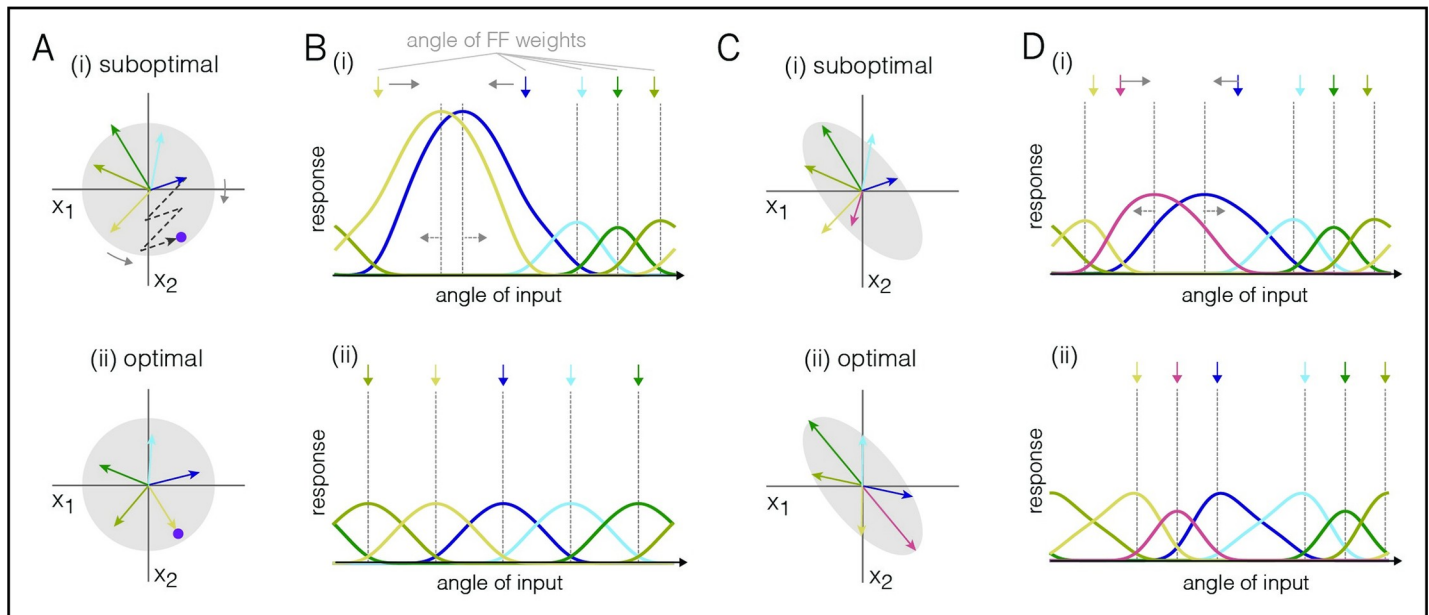 A
(i) suboptimal
x1
x2
(ii) optimal
x1
x2
B
(i)
angle of FF weights
response
angle of input
(ii)
response
angle of input
C
(i) suboptimal
x1
x2
(ii) optimal
x1
x2
D
(i)
response
angle of input
(ii)
response
angle of input